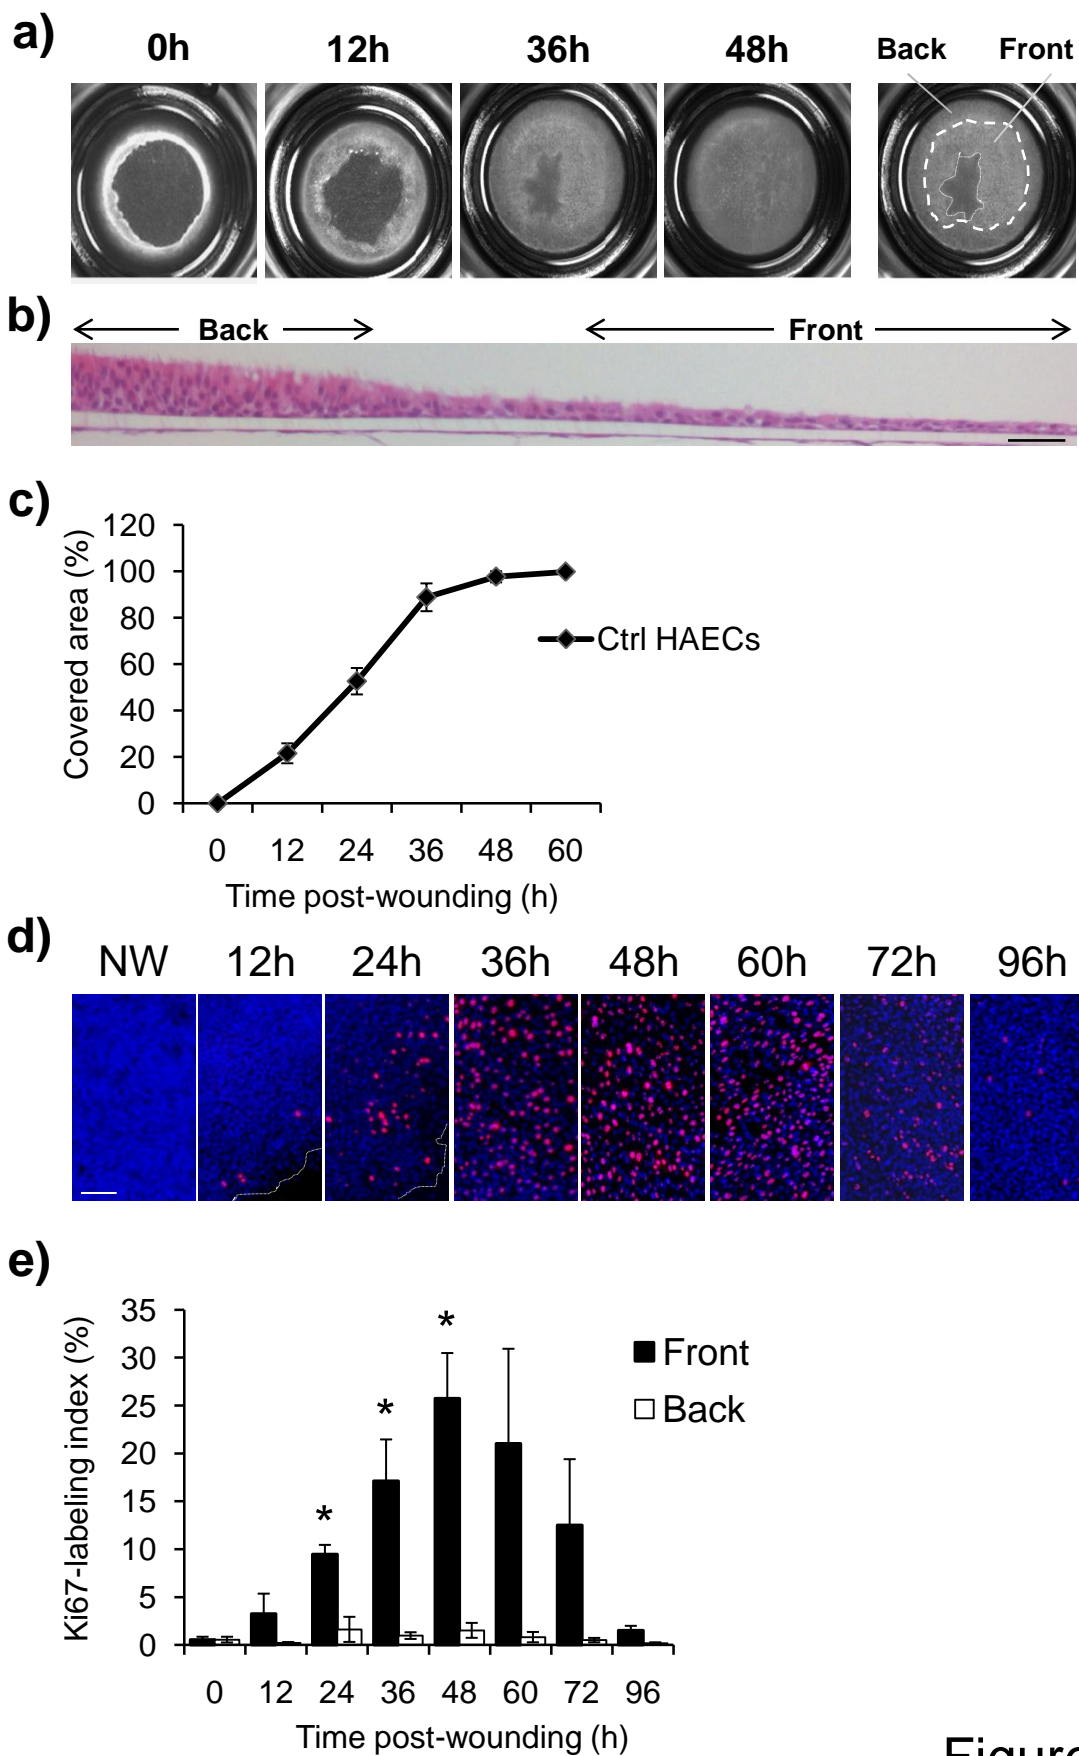 a)
0h 12h 36h 48h Back Front
b)
Back Front
c)
Covered area (%)
120
100
80
60
40
20
0
Ctrl HAECs
0 12 24 36 48 60
Time post-wounding (h)
d)
NW 12h 24h 36h 48h 60h 72h 96h
e)
Ki67-labeling index (%)
35
30
25
20
15
10
5
0
* * *
Front
Back
0 12 24 36 48 60 72 96
Time post-wounding (h)
Figure